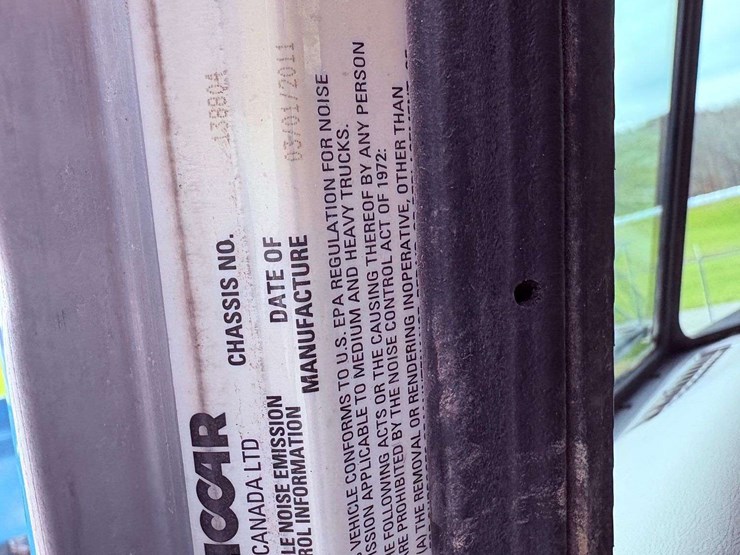 CCAR
CANADA LTD
CHASSIS NO. 138804
LE NOISE EMISSION
ROL INFORMATION
DATE OF
MANUFACTURE
03/01/2011
VEHICLE CONFORMS TO U.S. EPA REGULATION FOR NOISE
SSION APPLICABLE TO MEDIUM AND HEAVY TRUCKS.
E FOLLOWING ACTS OR THE CAUSING THEREOF BY ANY PERSON
RE PROHIBITED BY THE NOISE CONTROL ACT OF 1972:
(A) THE REMOVAL OR RENDERING INOPERATIVE, OTHER THAN